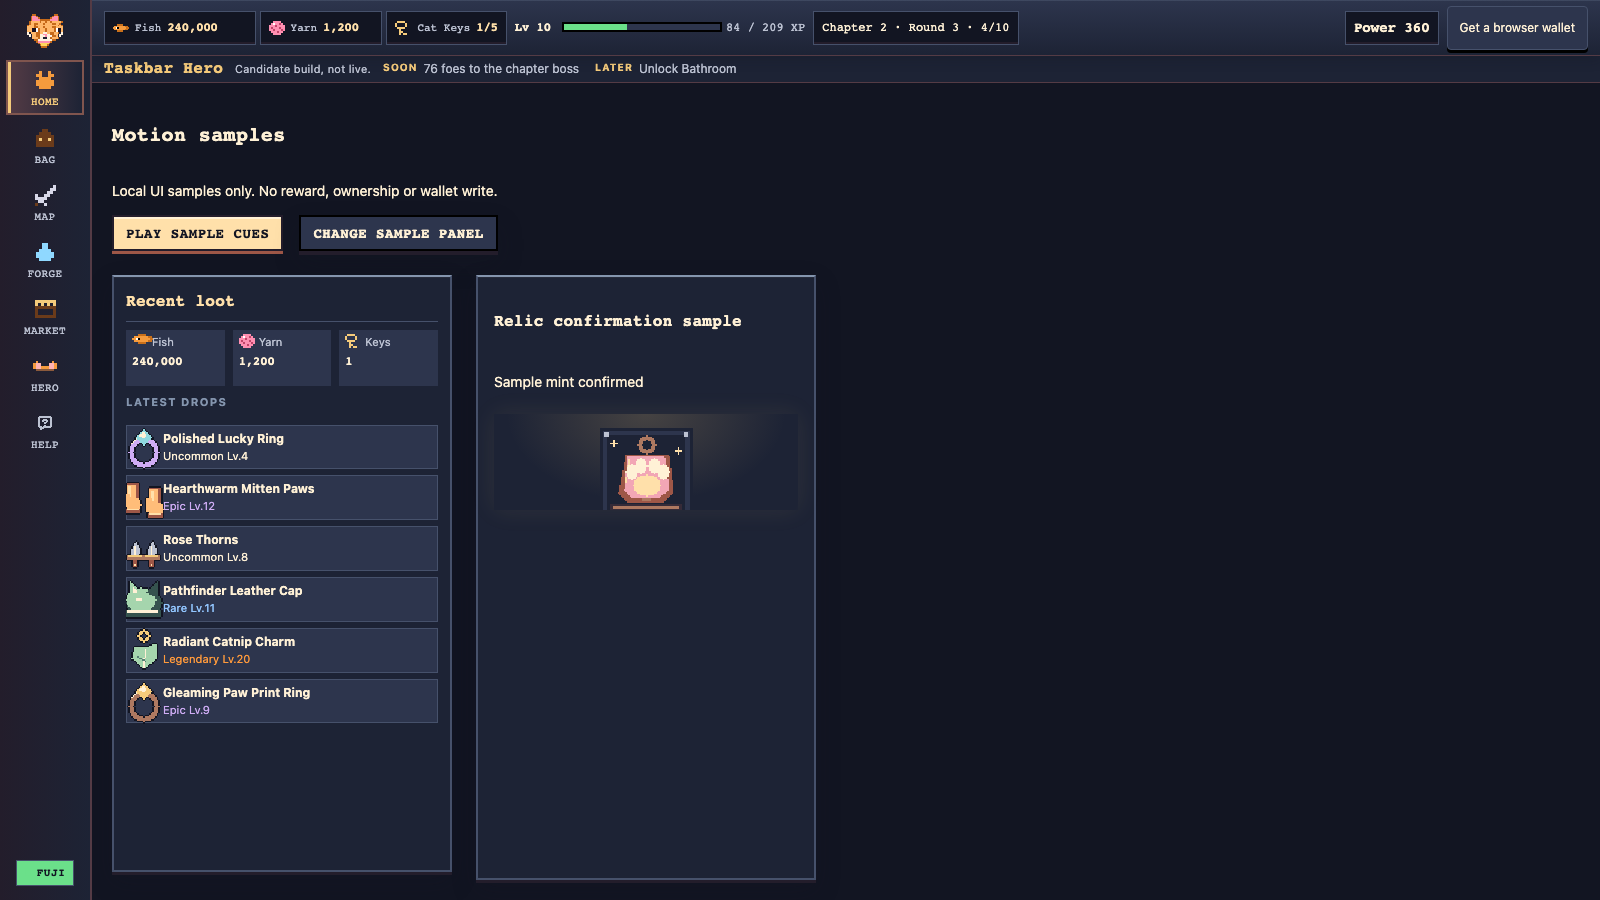 Fish 240,000
Yarn 1,200
Cat Keys 1/5
Lv 10
84 / 209 XP
Chapter 2 · Round 3 · 4/10
Power 360
Get a browser wallet
Taskbar Hero
Candidate build, not live.
SOON 76 foes to the chapter boss
LATER Unlock Bathroom
HOME
BAG
MAP
FORGE
MARKET
HERO
HELP
FUJI
Motion samples
Local UI samples only. No reward, ownership or wallet write.
PLAY SAMPLE CUES
CHANGE SAMPLE PANEL
Recent loot
Fish
240,000
Yarn
1,200
Keys
1
LATEST DROPS
Polished Lucky Ring
Uncommon Lv.4
Hearthwarm Mitten Paws
Epic Lv.12
Rose Thorns
Uncommon Lv.8
Pathfinder Leather Cap
Rare Lv.11
Radiant Catnip Charm
Legendary Lv.20
Gleaming Paw Print Ring
Epic Lv.9
Relic confirmation sample
Sample mint confirmed